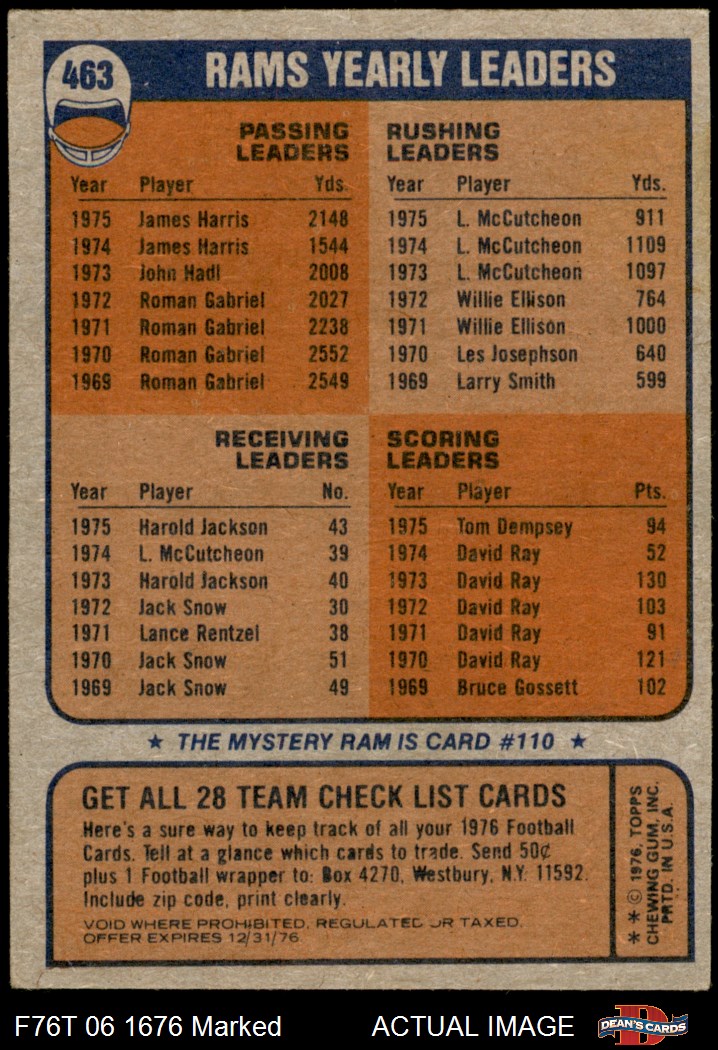 463
RAMS YEARLY LEADERS
PASSING
LEADERS
Year Player Yds.
1975 James Harris 2148
1974 James Harris 1544
1973 John Hadl 2008
1972 Roman Gabriel 2027
1971 Roman Gabriel 2238
1970 Roman Gabriel 2552
1969 Roman Gabriel 2549
RUSHING
LEADERS
Year Player Yds.
1975 L. McCutcheon 911
1974 L. McCutcheon 1109
1973 L. McCutcheon 1097
1972 Willie Ellison 764
1971 Willie Ellison 1000
1970 Les Josephson 640
1969 Larry Smith 599
RECEIVING
LEADERS
Year Player No.
1975 Harold Jackson 43
1974 L. McCutcheon 39
1973 Harold Jackson 40
1972 Jack Snow 30
1971 Lance Rentzel 38
1970 Jack Snow 51
1969 Jack Snow 49
SCORING
LEADERS
Year Player Pts.
1975 Tom Dempsey 94
1974 David Ray 52
1973 David Ray 130
1972 David Ray 103
1971 David Ray 91
1970 David Ray 121
1969 Bruce Gossett 102
★ THE MYSTERY RAM IS CARD #110 ★
GET ALL 28 TEAM CHECK LIST CARDS
Here's a sure way to keep track of all your 1976 Football
Cards. Tell at a glance which cards to trade. Send 50¢
plus 1 Football wrapper to: Box 4270, Westbury, N.Y. 11592.
Include zip code, print clearly.
VOID WHERE PROHIBITED, REGULATED OR TAXED.
OFFER EXPIRES 12/31/76
* * © 1976, TOPPS
CHEWING GUM, INC.
PRTD. IN U.S.A.
F76T 06 1676 Marked
ACTUAL IMAGE
D
DEAN'S CARDS